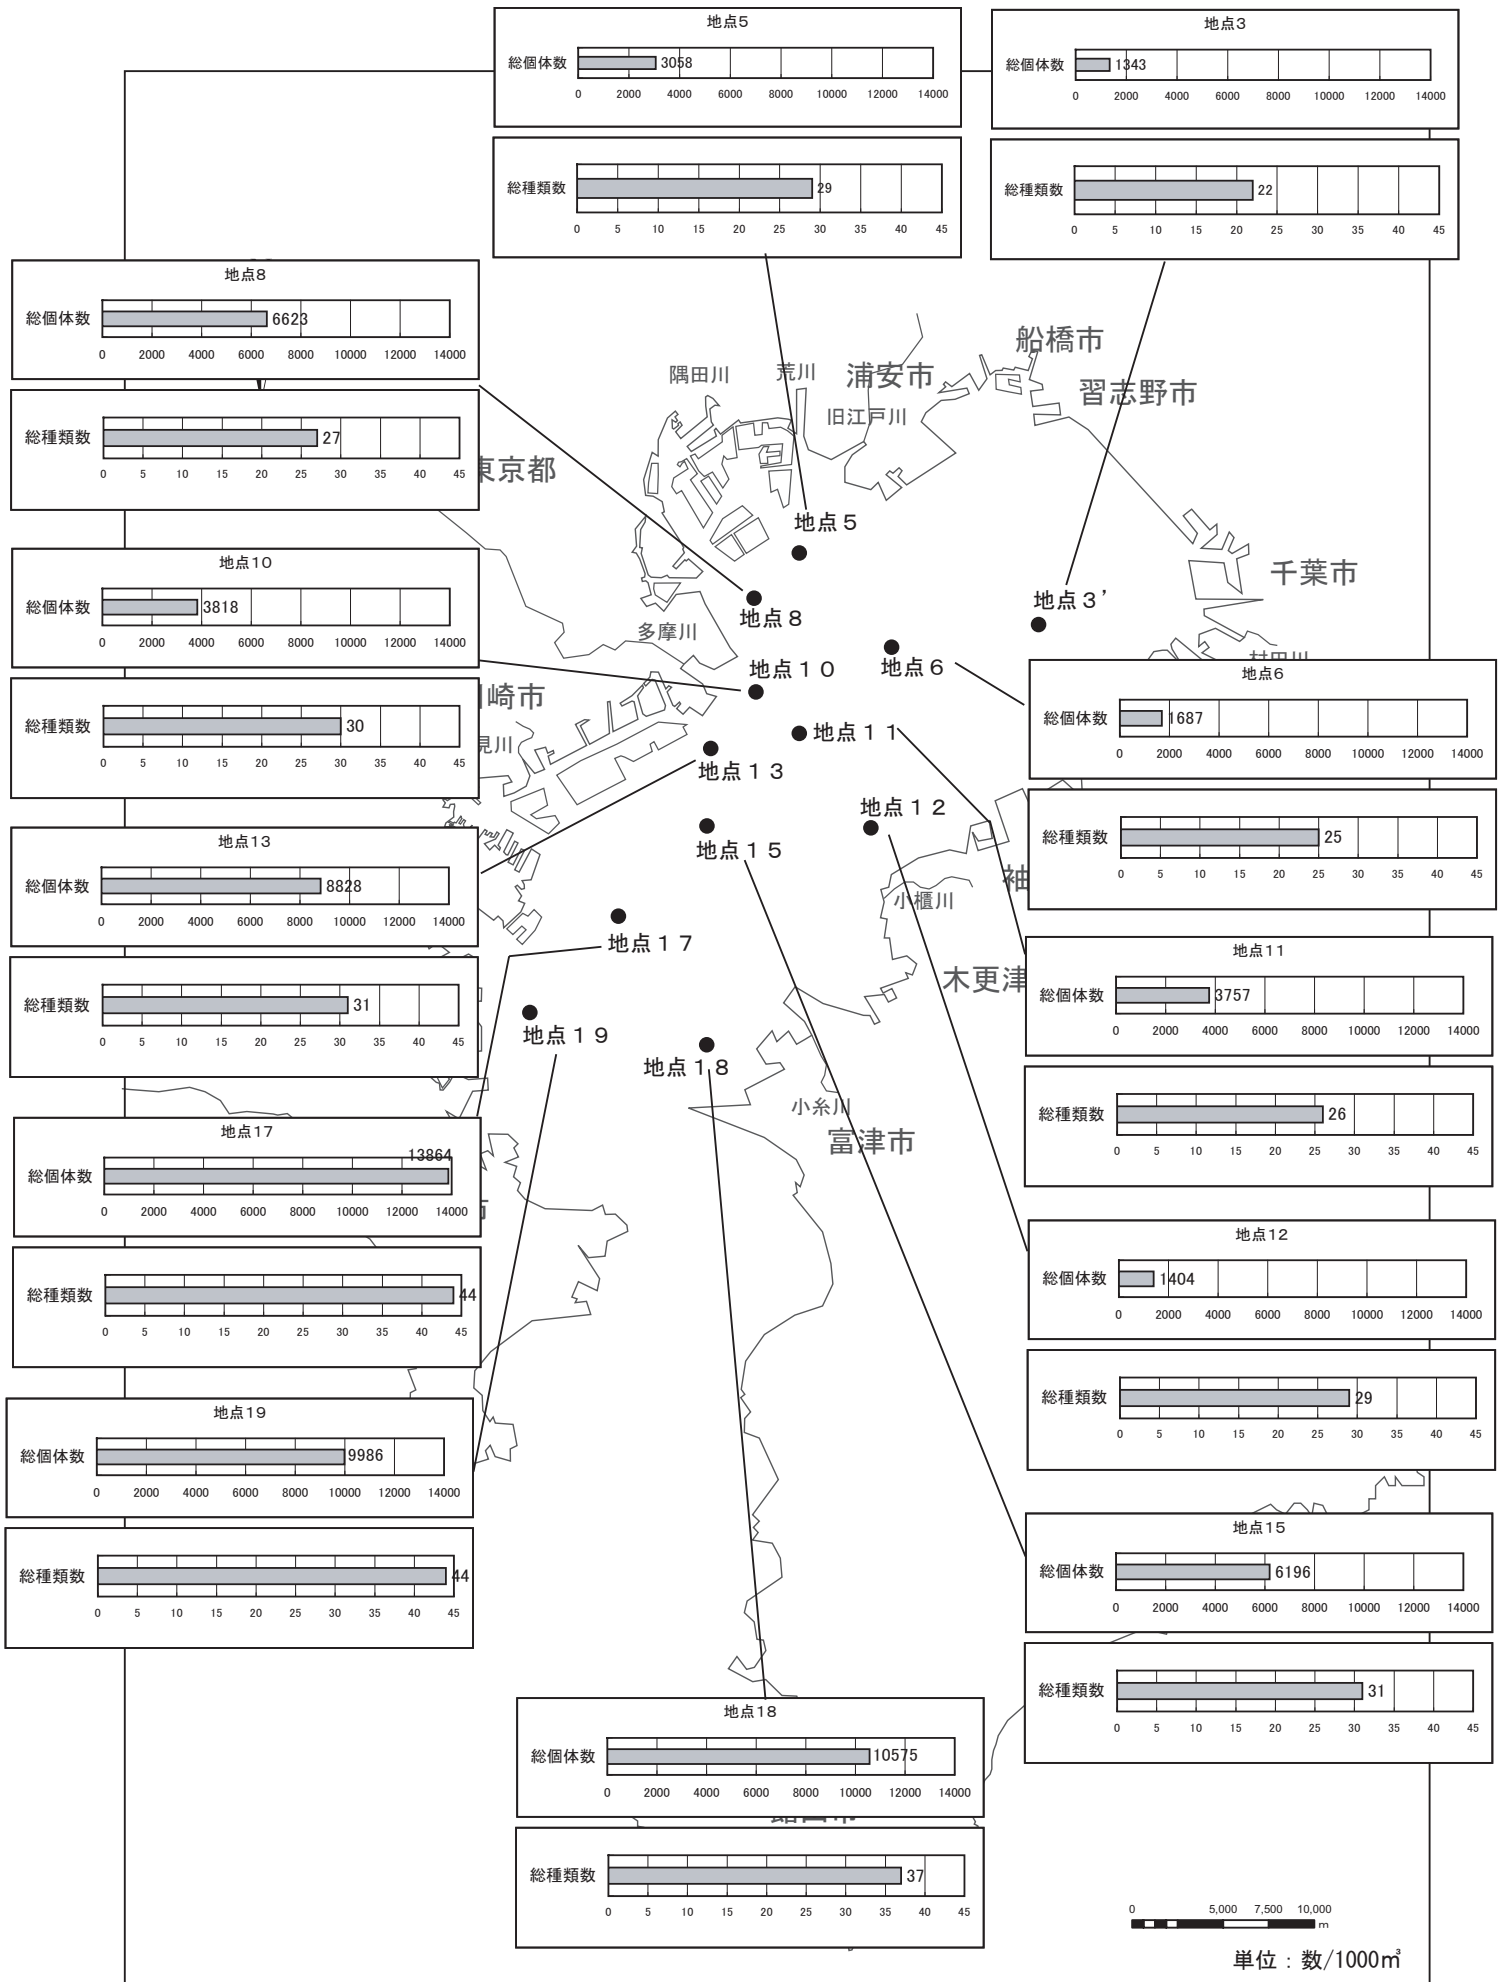 地点5
総個体数
3058
0 2000 4000 6000 8000 10000 12000 14000
総種類数
29
0 5 10 15 20 25 30 35 40 45
地点3
総個体数
1343
0 2000 4000 6000 8000 10000 12000 14000
総種類数
22
0 5 10 15 20 25 30 35 40 45
地点8
総個体数
6623
0 2000 4000 6000 8000 10000 12000 14000
総種類数
27
0 5 10 15 20 25 30 35 40 45
地点10
総個体数
3818
0 2000 4000 6000 8000 10000 12000 14000
総種類数
30
0 5 10 15 20 25 30 35 40 45
地点13
総個体数
8828
0 2000 4000 6000 8000 10000 12000 14000
総種類数
31
0 5 10 15 20 25 30 35 40 45
地点17
総個体数
13864
0 2000 4000 6000 8000 10000 12000 14000
総種類数
44
0 5 10 15 20 25 30 35 40 45
地点19
総個体数
9986
0 2000 4000 6000 8000 10000 12000 14000
総種類数
44
0 5 10 15 20 25 30 35 40 45
船橋市
習志野市
浦安市
隅田川
荒川
旧江戸川
東京都
千葉市
地点５
地点３’
地点８
多摩川
地点６
地点１０
崎市
見川
地点１１
地点１３
地点１２
地点１５
袖
小櫃川
地点１７
木更津
地点１９
地点１８
小糸川
富津市
地点6
総個体数
1687
0 2000 4000 6000 8000 10000 12000 14000
総種類数
25
0 5 10 15 20 25 30 35 40 45
地点11
総個体数
3757
0 2000 4000 6000 8000 10000 12000 14000
総種類数
26
0 5 10 15 20 25 30 35 40 45
地点12
総個体数
1404
0 2000 4000 6000 8000 10000 12000 14000
総種類数
29
0 5 10 15 20 25 30 35 40 45
地点15
総個体数
6196
0 2000 4000 6000 8000 10000 12000 14000
総種類数
31
0 5 10 15 20 25 30 35 40 45
地点18
総個体数
10575
0 2000 4000 6000 8000 10000 12000 14000
総種類数
37
0 5 10 15 20 25 30 35 40 45
0 5,000 7,500 10,000
m
単位：数/1000㎥